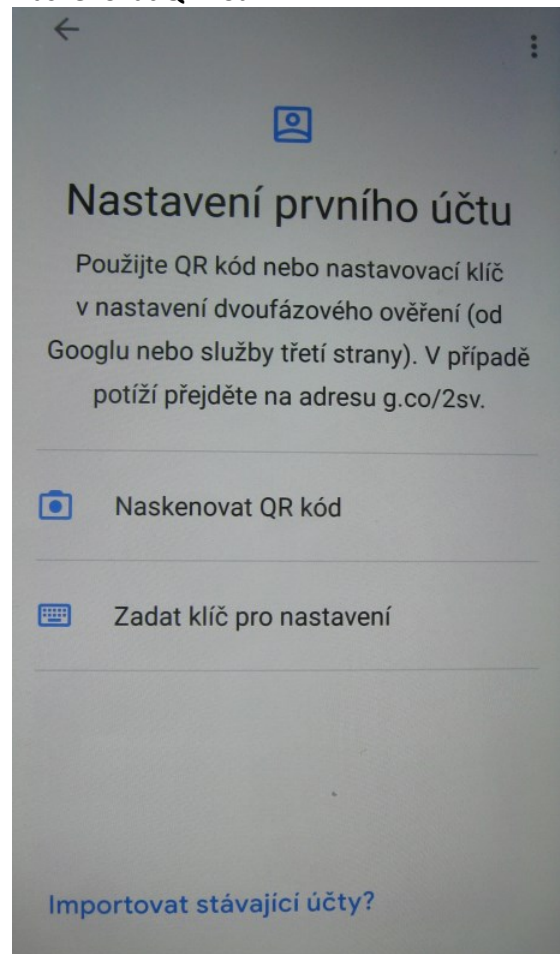 Nastavení prvního účtu
Použijte QR kód nebo nastavovací klíč
v nastavení dvoufázového ověření (od
Googlu nebo služby třetí strany). V případě
potíží přejděte na adresu g.co/2sv.
Naskenovat QR kód
Zadat klíč pro nastavení
Importovat stávající účty?